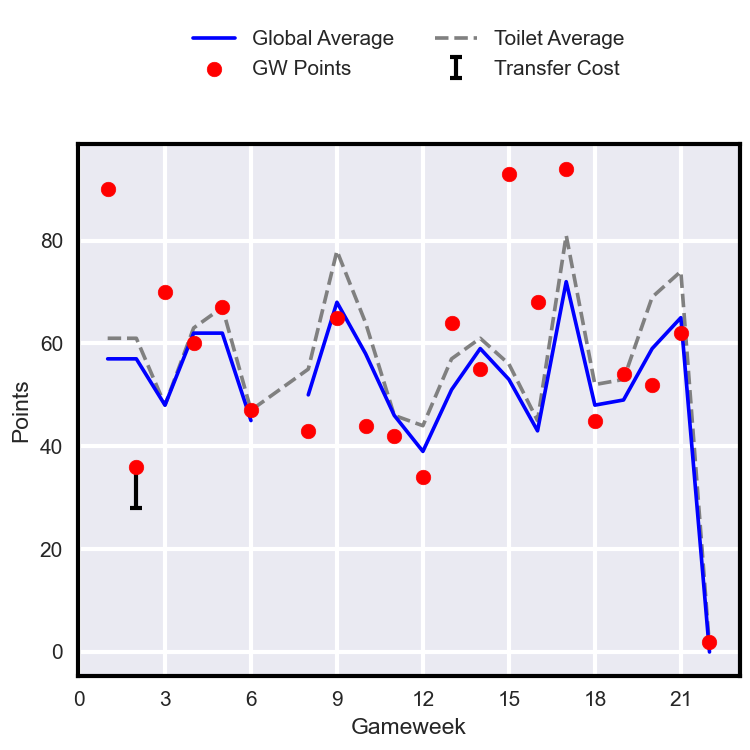 Global Average
Toilet Average
GW Points
Transfer Cost
80
60
40
20
0
Points
0 3 6 9 12 15 18 21
Gameweek